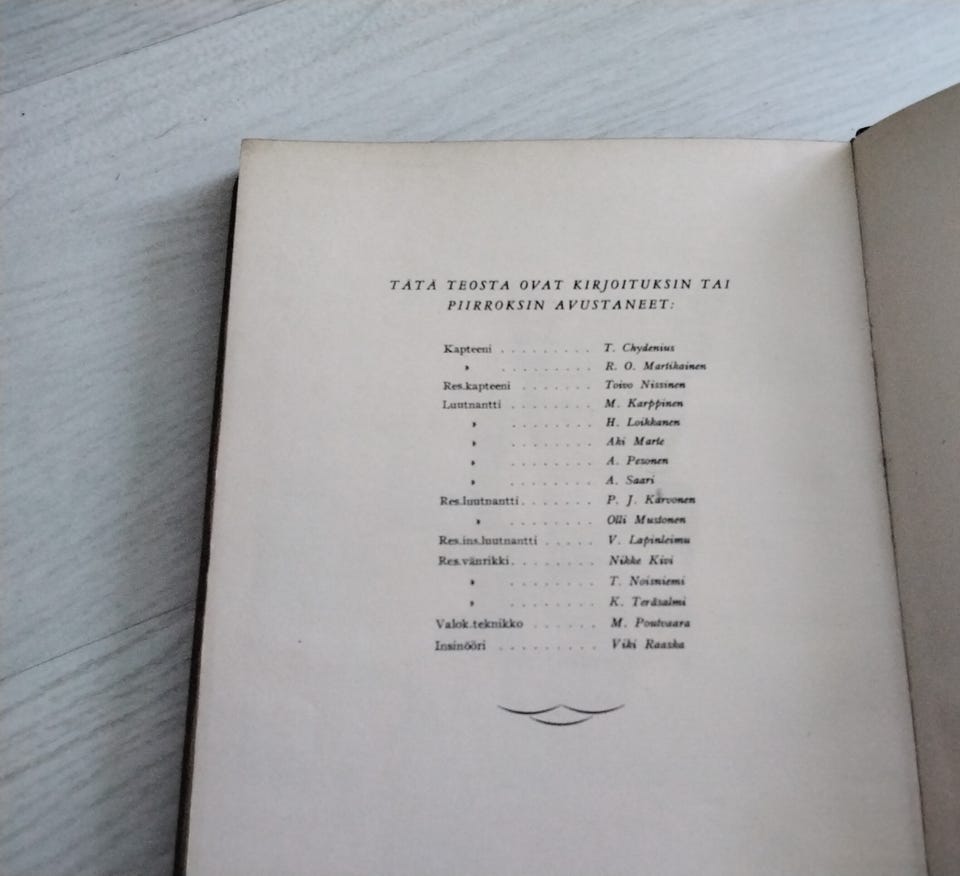 TÄTÄ TEOSTA OVAT KIRJOITUKSIN TAI
PIIRROKSIN AVUSTANEET:
Kapteeni . . . . . . . . . T. Chydenius
» . . . . . . . . . R. O. Martikainen
Res.kapteeni . . . . . . . Toivo Nissinen
Luutnantti . . . . . . . . M. Karppinen
» . . . . . . . . H. Loikkanen
» . . . . . . . . Aki Marte
» . . . . . . . . A. Pesonen
» . . . . . . . . A. Saari
Res.luutnantti . . . . . . . P. J. Karvonen
» . . . . . . . . Olli Mustonen
Res.ins.luutnantti . . . . . V. Lapinleimu
Res.vänrikki . . . . . . . . Nikke Kivi
» . . . . . . . . T. Noisniemi
» . . . . . . . . K. Teräsalmi
Valok.teknikko . . . . . . M. Poutvaara
Insinööri . . . . . . . . . Viki Raaska